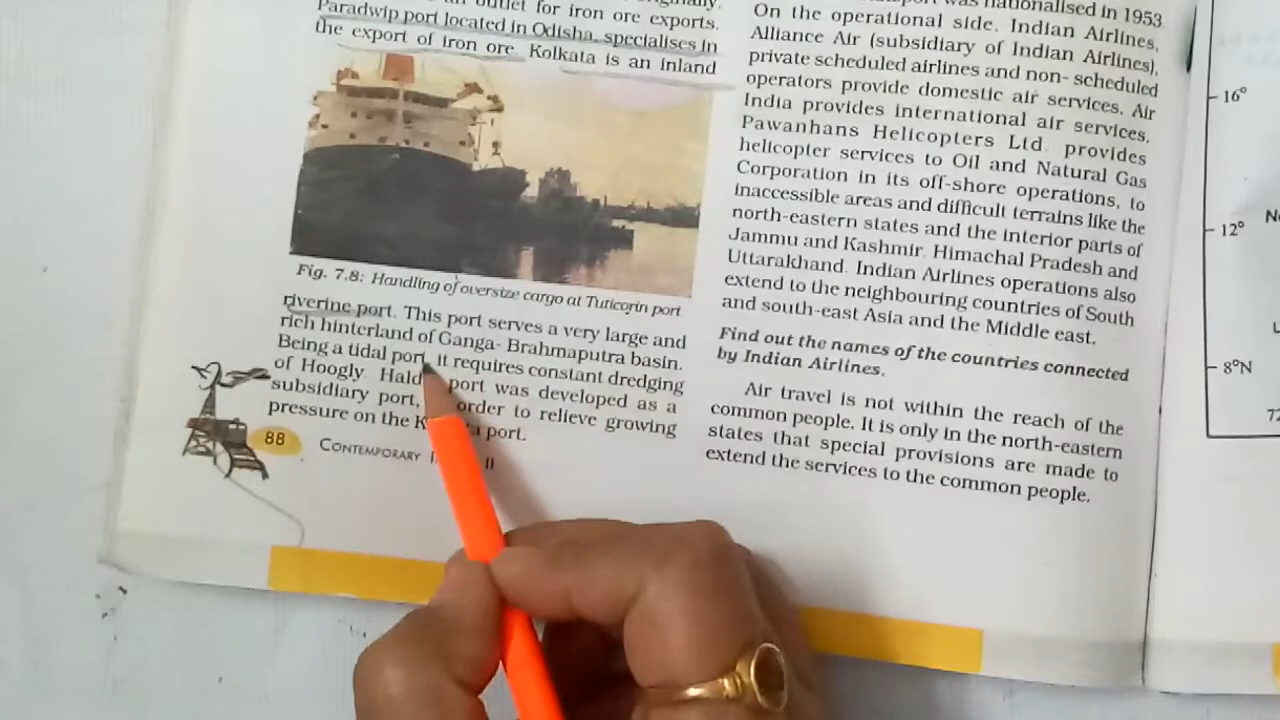 outlet for iron ore exports.
Paradwip port located in Odisha, specialises in
the export of iron ore. Kolkata is an inland
Fig. 7.8: Handling of oversize cargo at Tuticorin port
riverine port. This port serves a very large and
rich hinterland of Ganga- Brahmaputra basin.
Being a tidal port, it requires constant dredging
of Hoogly. port was developed as a
subsidiary port, order to relieve growing
pressure on the port.
88
CONTEMPORARY II
was nationalised in 1953.
On the operational side, Indian Airlines,
Alliance Air (subsidiary of Indian Airlines),
private scheduled airlines and non- scheduled
operators provide domestic air services. Air
India provides international air services.
Pawanhans Helicopters Ltd. provides
helicopter services to Oil and Natural Gas
Corporation in its off-shore operations, to
inaccessible areas and difficult terrains like the
north-eastern states and the interior parts of
Jammu and Kashmir, Himachal Pradesh and
Uttarakhand. Indian Airlines operations also
extend to the neighbouring countries of South
and south-east Asia and the Middle east.
Find out the names of the countries connected
by Indian Airlines.
Air travel is not within the reach of the
common people. It is only in the north-eastern
states that special provisions are made to
extend the services to the common people.
16°
12°
8°N